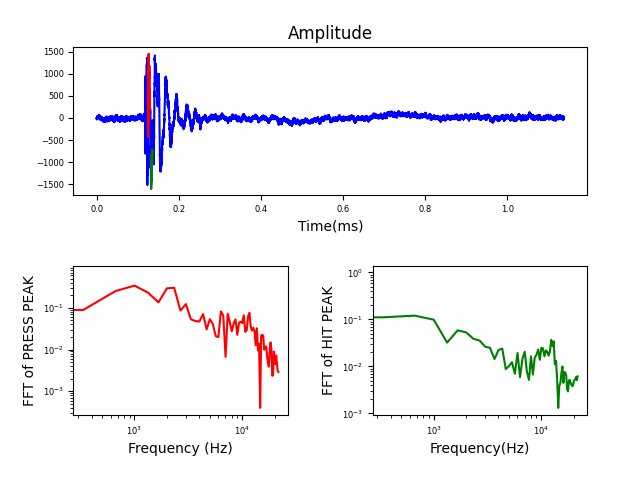 Amplitude
1500
1000
500
0
−500
−1000
−1500
0.0 0.2 0.4 0.6 0.8 1.0
Time(ms)
FFT of PRESS PEAK
10⁻¹
10⁻²
10⁻³
10³ 10⁴
Frequency (Hz)
FFT of HIT PEAK
10⁰
10⁻¹
10⁻²
10⁻³
10³ 10⁴
Frequency(Hz)